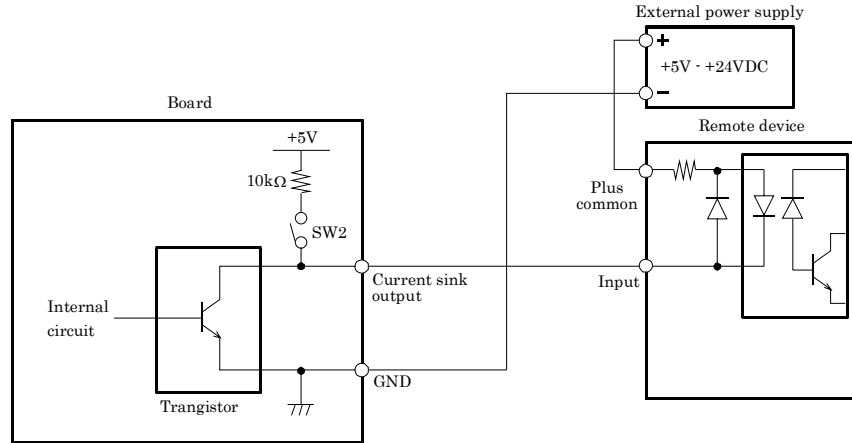 External power supply
+
+5V - +24VDC
−
Board
Remote device
+5V
10kΩ
SW2
Plus
common
Current sink
output
Input
Internal
circuit
GND
Trangistor